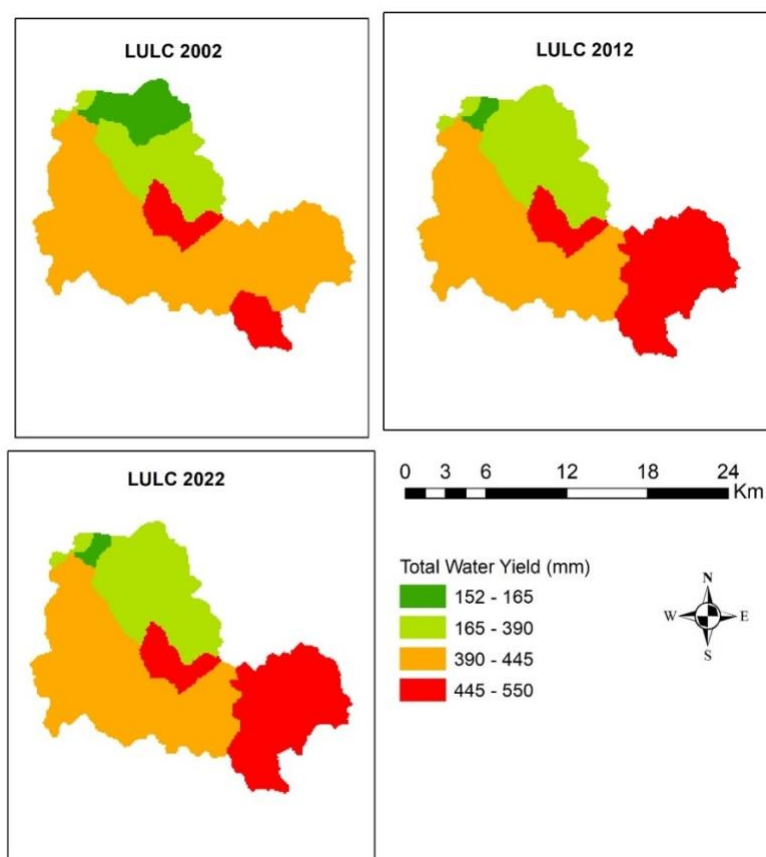 LULC 2002
LULC 2012
LULC 2022
0 3 6 12 18 24
Km
Total Water Yield (mm)
152 - 165
165 - 390
390 - 445
445 - 550
N
W E
S